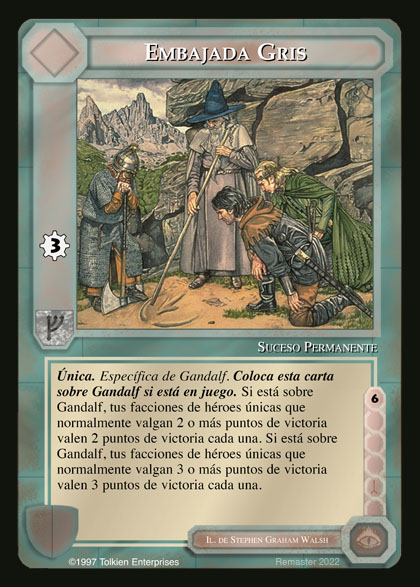 Embajada Gris
3
Suceso Permanente
Única. Específica de Gandalf. Coloca esta carta
sobre Gandalf si está en juego. Si está sobre
Gandalf, tus facciones de héroes únicas que
normalmente valgan 2 o más puntos de victoria
valen 2 puntos de victoria cada una. Si está sobre
Gandalf, tus facciones de héroes únicas que
normalmente valgan 3 o más puntos de victoria
valen 3 puntos de victoria cada una.
6
Il. de Stephen Graham Walsh
©1997 Tolkien Enterprises
Remaster 2022